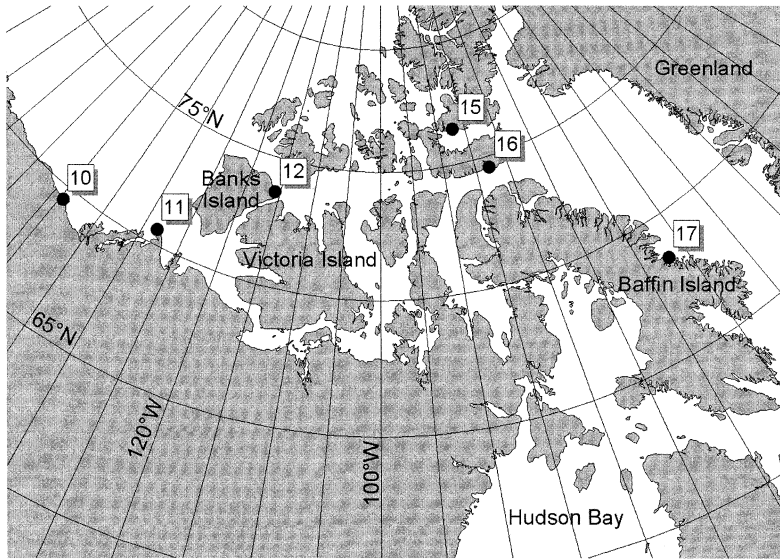 Greenland
75°N
15
16
10
12
Banks
Island
11
17
Victoria Island
Baffin Island
65°N
120°W
100°W
Hudson Bay